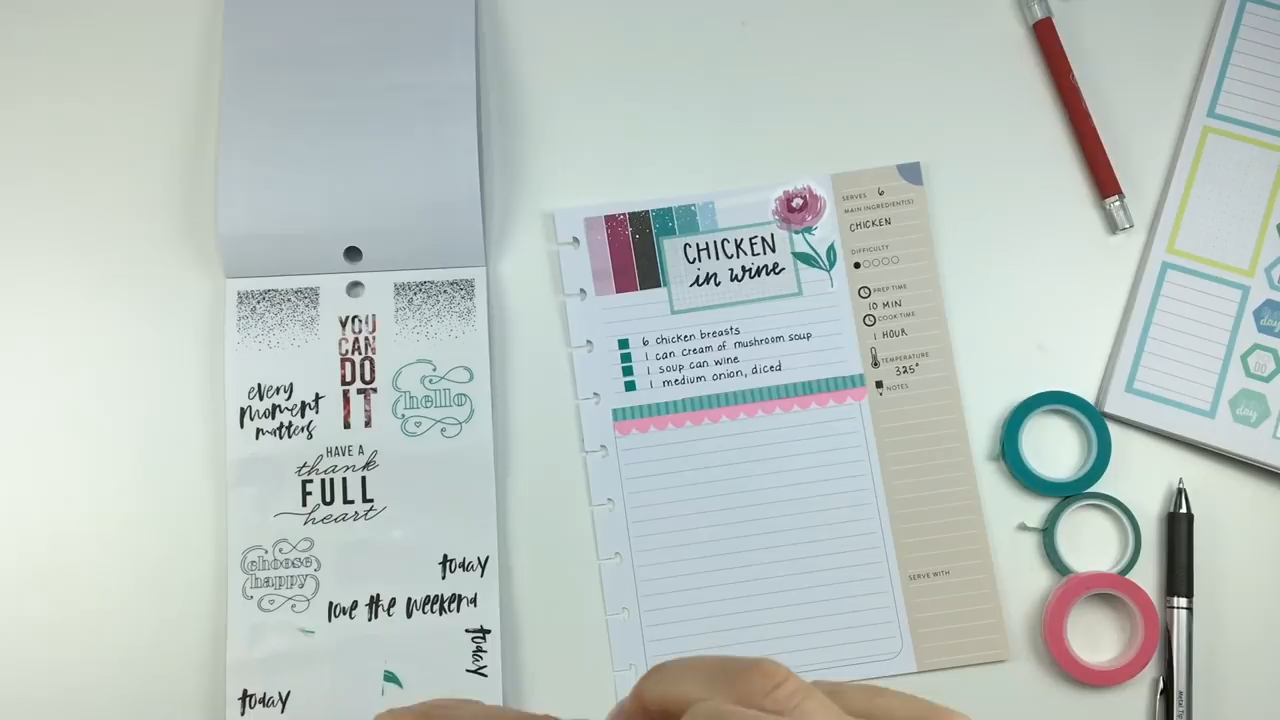 YOU
CAN
DO
IT
every
moment
matters
hello
HAVE A
thank
FULL
heart
choose
happy
today
love the weekend
today
today
CHICKEN
in wine
6 chicken breasts
1 can cream of mushroom soup
1 soup can wine
1 medium onion, diced
SERVES 6
MAIN INGREDIENT(S)
CHICKEN
DIFFICULTY
PREP TIME
10 MIN
COOK TIME
1 HOUR
TEMPERATURE
325°
NOTES
SERVE WITH
day
DO
day